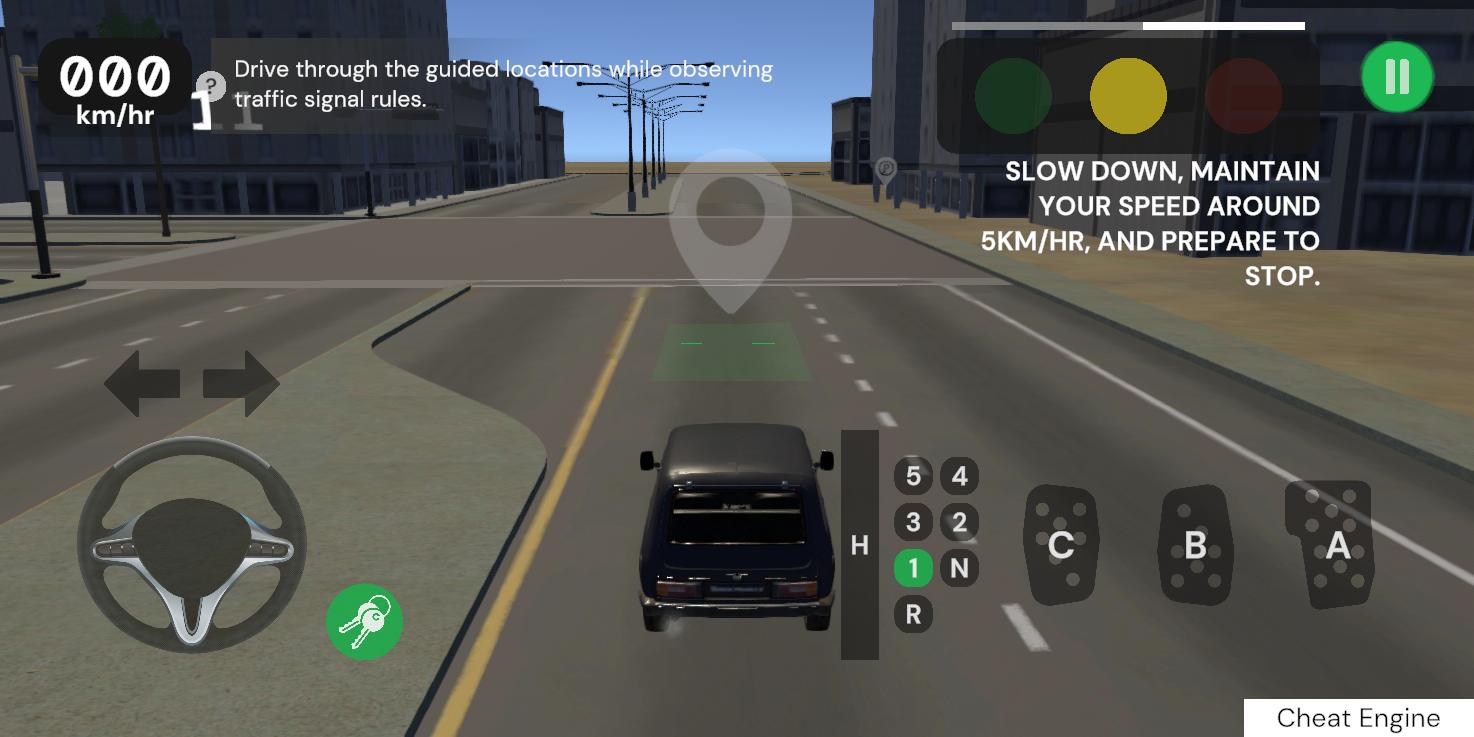 000
km/hr
?
Drive through the guided locations while observing
traffic signal rules.
SLOW DOWN, MAINTAIN
YOUR SPEED AROUND
5KM/HR, AND PREPARE TO
STOP.
H
5 4
3 2
1 N
R
C
B
A
Cheat Engine